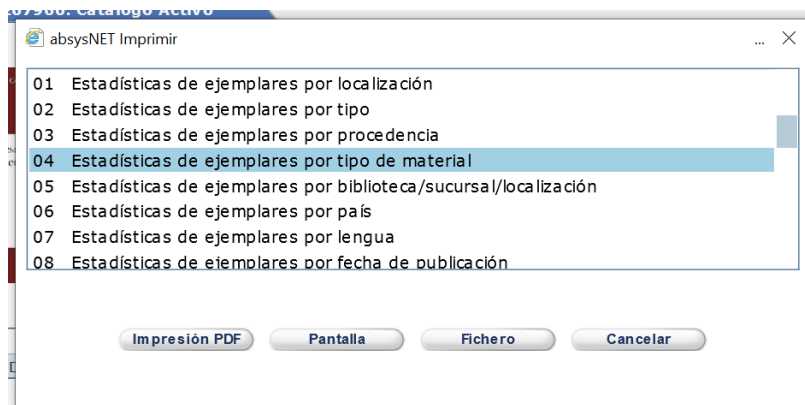 Catálogo Activo
absysNET Imprimir
...
01 Estadísticas de ejemplares por localización
02 Estadísticas de ejemplares por tipo
03 Estadísticas de ejemplares por procedencia
04 Estadísticas de ejemplares por tipo de material
05 Estadísticas de ejemplares por biblioteca/sucursal/localización
06 Estadísticas de ejemplares por país
07 Estadísticas de ejemplares por lengua
08 Estadísticas de ejemplares por fecha de publicación
Impresión PDF Pantalla Fichero Cancelar